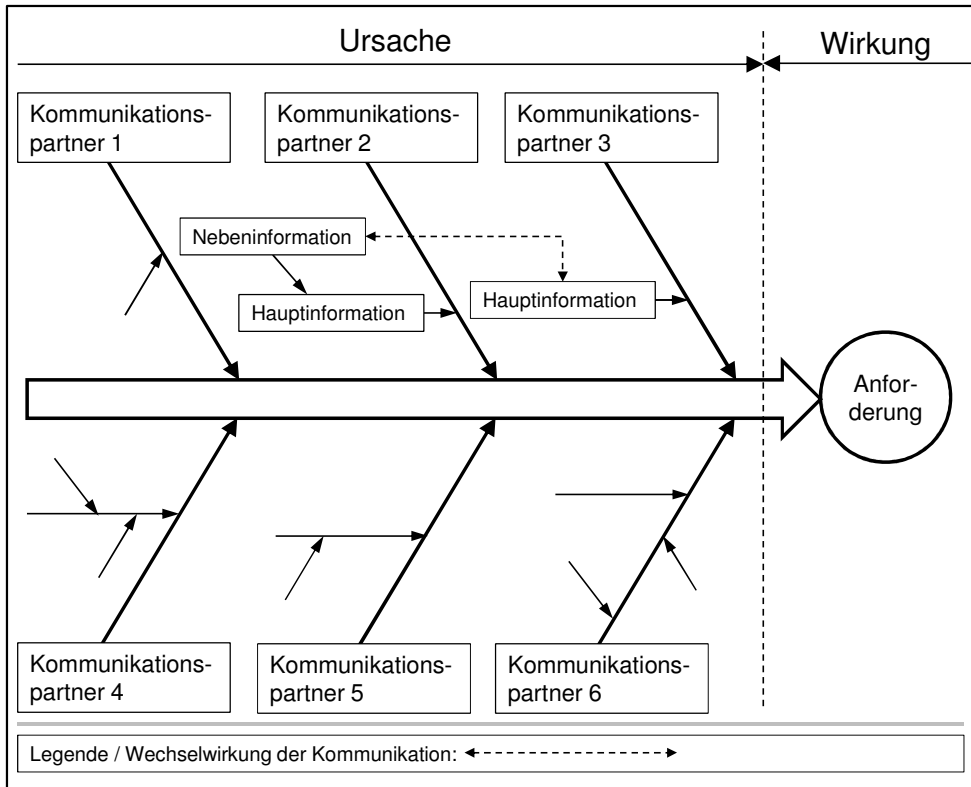 Ursache
Wirkung
Kommunikations-
partner 1
Kommunikations-
partner 2
Kommunikations-
partner 3
Nebeninformation
Hauptinformation
Hauptinformation
Anfor-
derung
Kommunikations-
partner 4
Kommunikations-
partner 5
Kommunikations-
partner 6
Legende / Wechselwirkung der Kommunikation: